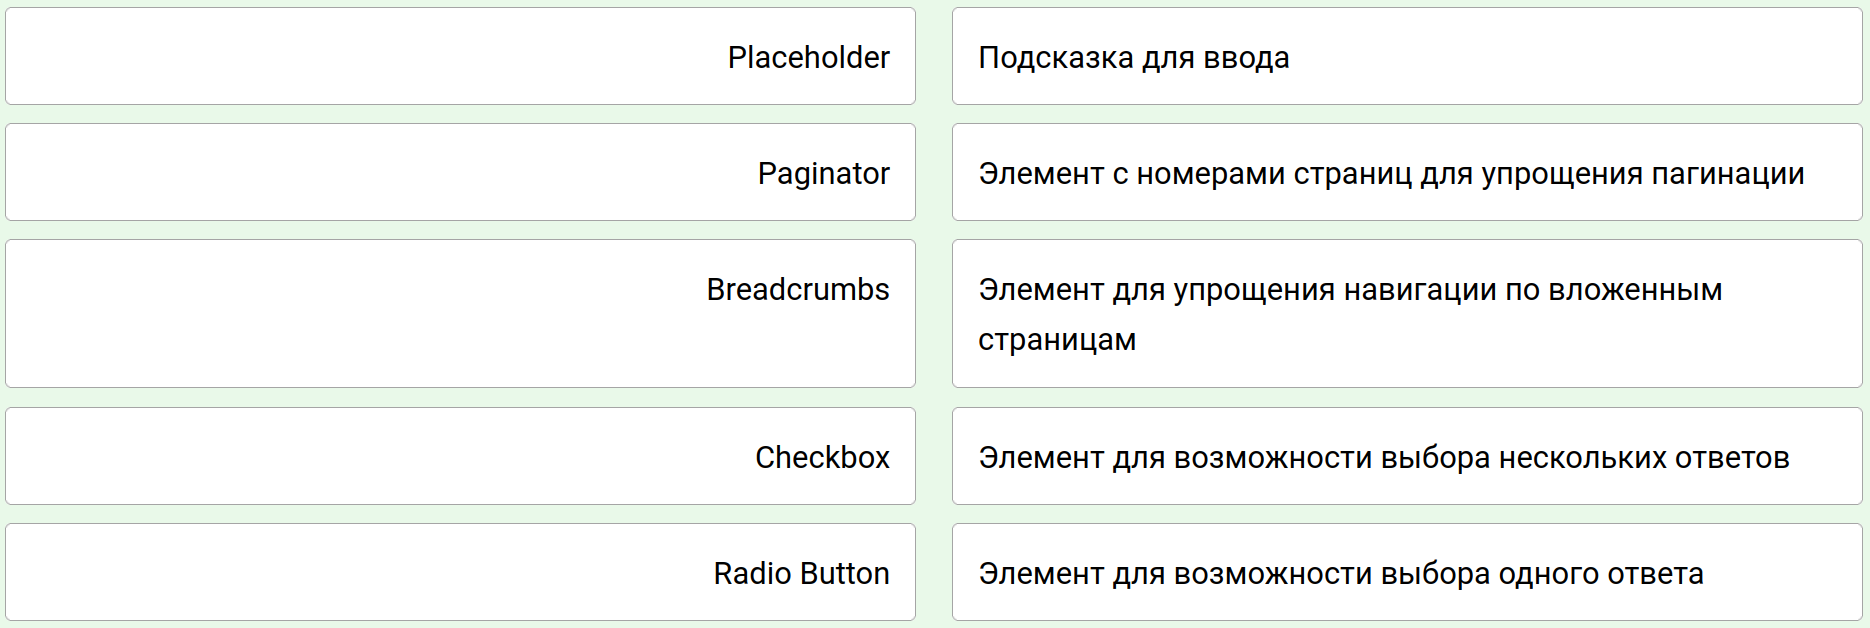 Placeholder
Подсказка для ввода
Paginator
Элемент с номерами страниц для упрощения пагинации
Breadcrumbs
Элемент для упрощения навигации по вложенным
страницам
Checkbox
Элемент для возможности выбора нескольких ответов
Radio Button
Элемент для возможности выбора одного ответа